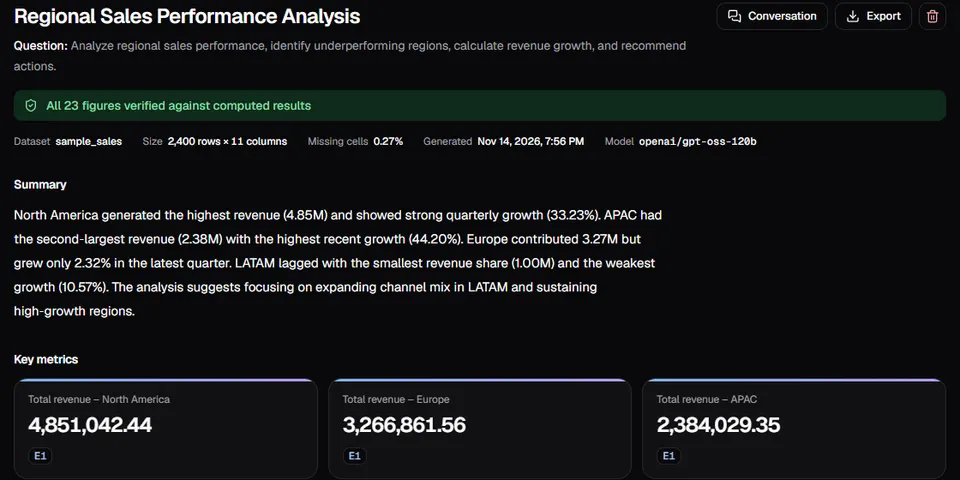 Regional Sales Performance Analysis
Conversation
Export
Question: Analyze regional sales performance, identify underperforming regions, calculate revenue growth, and recommend
actions.
All 23 figures verified against computed results
Dataset sample_sales Size 2,400 rows × 11 columns Missing cells 0.27% Generated Nov 14, 2026, 7:56 PM Model openai/gpt-oss-120b
Summary
North America generated the highest revenue (4.85M) and showed strong quarterly growth (33.23%). APAC had
the second-largest revenue (2.38M) with the highest recent growth (44.20%). Europe contributed 3.27M but
grew only 2.32% in the latest quarter. LATAM lagged with the smallest revenue share (1.00M) and the weakest
growth (10.57%). The analysis suggests focusing on expanding channel mix in LATAM and sustaining
high-growth regions.
Key metrics
Total revenue – North America
4,851,042.44
E1
Total revenue – Europe
3,266,861.56
E1
Total revenue – APAC
2,384,029.35
E1